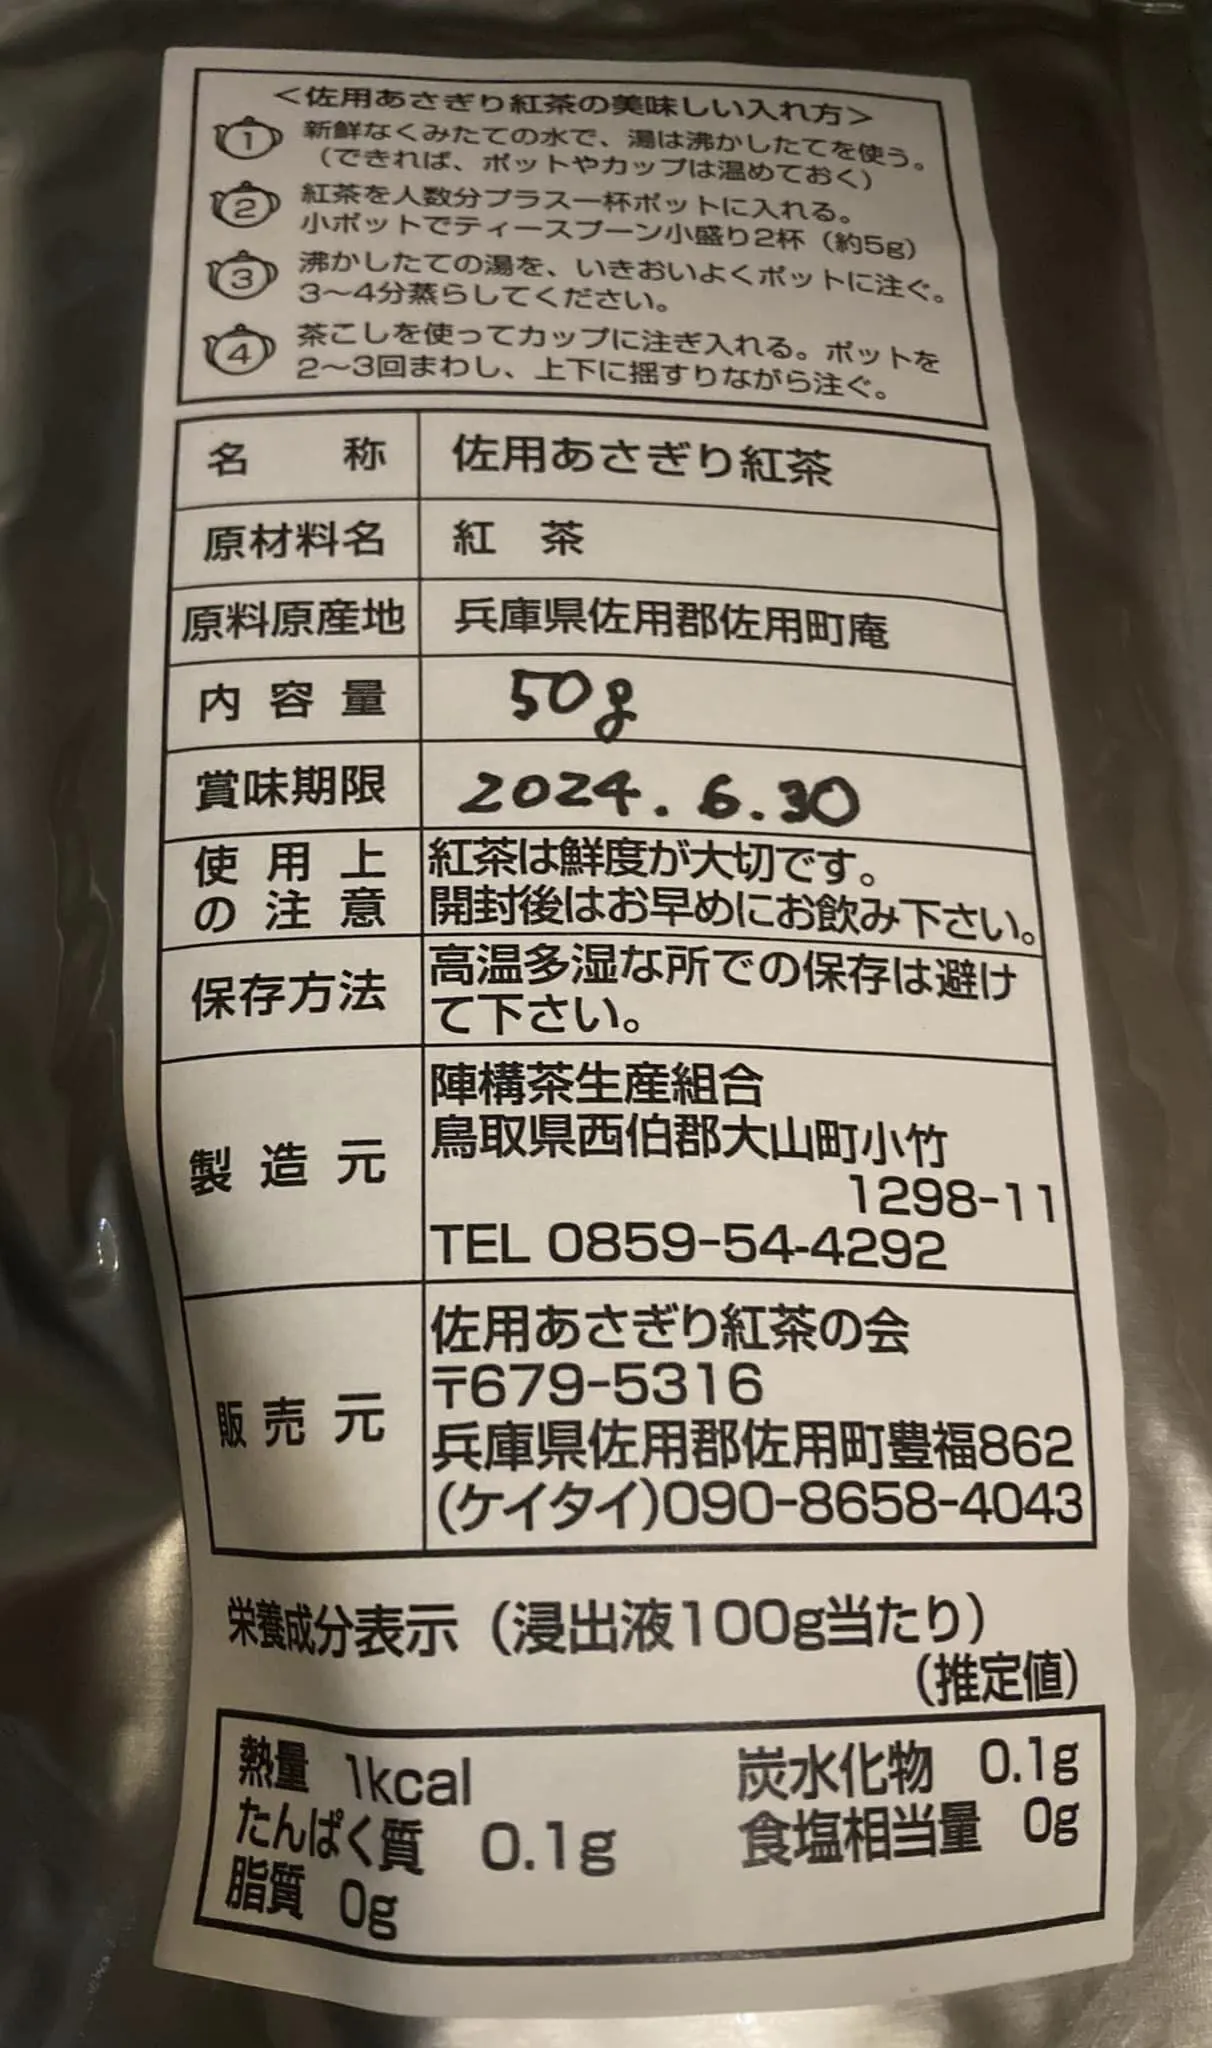 <佐用あさぎり紅茶の美味しい入れ方>
1 新鮮なくみたての水で、湯は沸かしたてを使う。
(できれば、ポットやカップは温めておく)
2 紅茶を人数分プラス一杯ポットに入れる。
小ポットでティースプーン小盛り2杯(約5g)
3 沸かしたての湯を、いきおいよくポットに注ぐ。
3〜4分蒸らしてください。
4 茶こしを使ってカップに注ぎ入れる。ポットを
2〜3回まわし、上下に揺すりながら注ぐ。
名称 佐用あさぎり紅茶
原材料名 紅茶
原料原産地 兵庫県佐用郡佐用町庵
内容量 50g
賞味期限 2024.6.30
使用上の注意 紅茶は鮮度が大切です。
開封後はお早めにお飲み下さい。
保存方法 高温多湿な所での保存は避け
て下さい。
製造元 陣構茶生産組合
鳥取県西伯郡大山町小竹
1298-11
TEL 0859-54-4292
販売元 佐用あさぎり紅茶の会
〒679-5316
兵庫県佐用郡佐用町豊福862
(ケイタイ)090-8658-4043
栄養成分表示(浸出液100g当たり)
(推定値)
熱量 1kcal 炭水化物 0.1g
たんぱく質 0.1g 食塩相当量 0g
脂質 0g